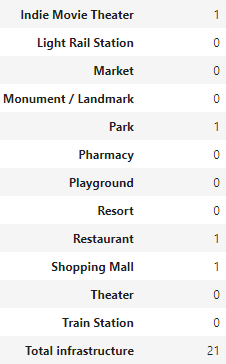 Indie Movie Theater 1
Light Rail Station 0
Market 0
Monument / Landmark 0
Park 1
Pharmacy 0
Playground 0
Resort 0
Restaurant 1
Shopping Mall 1
Theater 0
Train Station 0
Total infrastructure 21